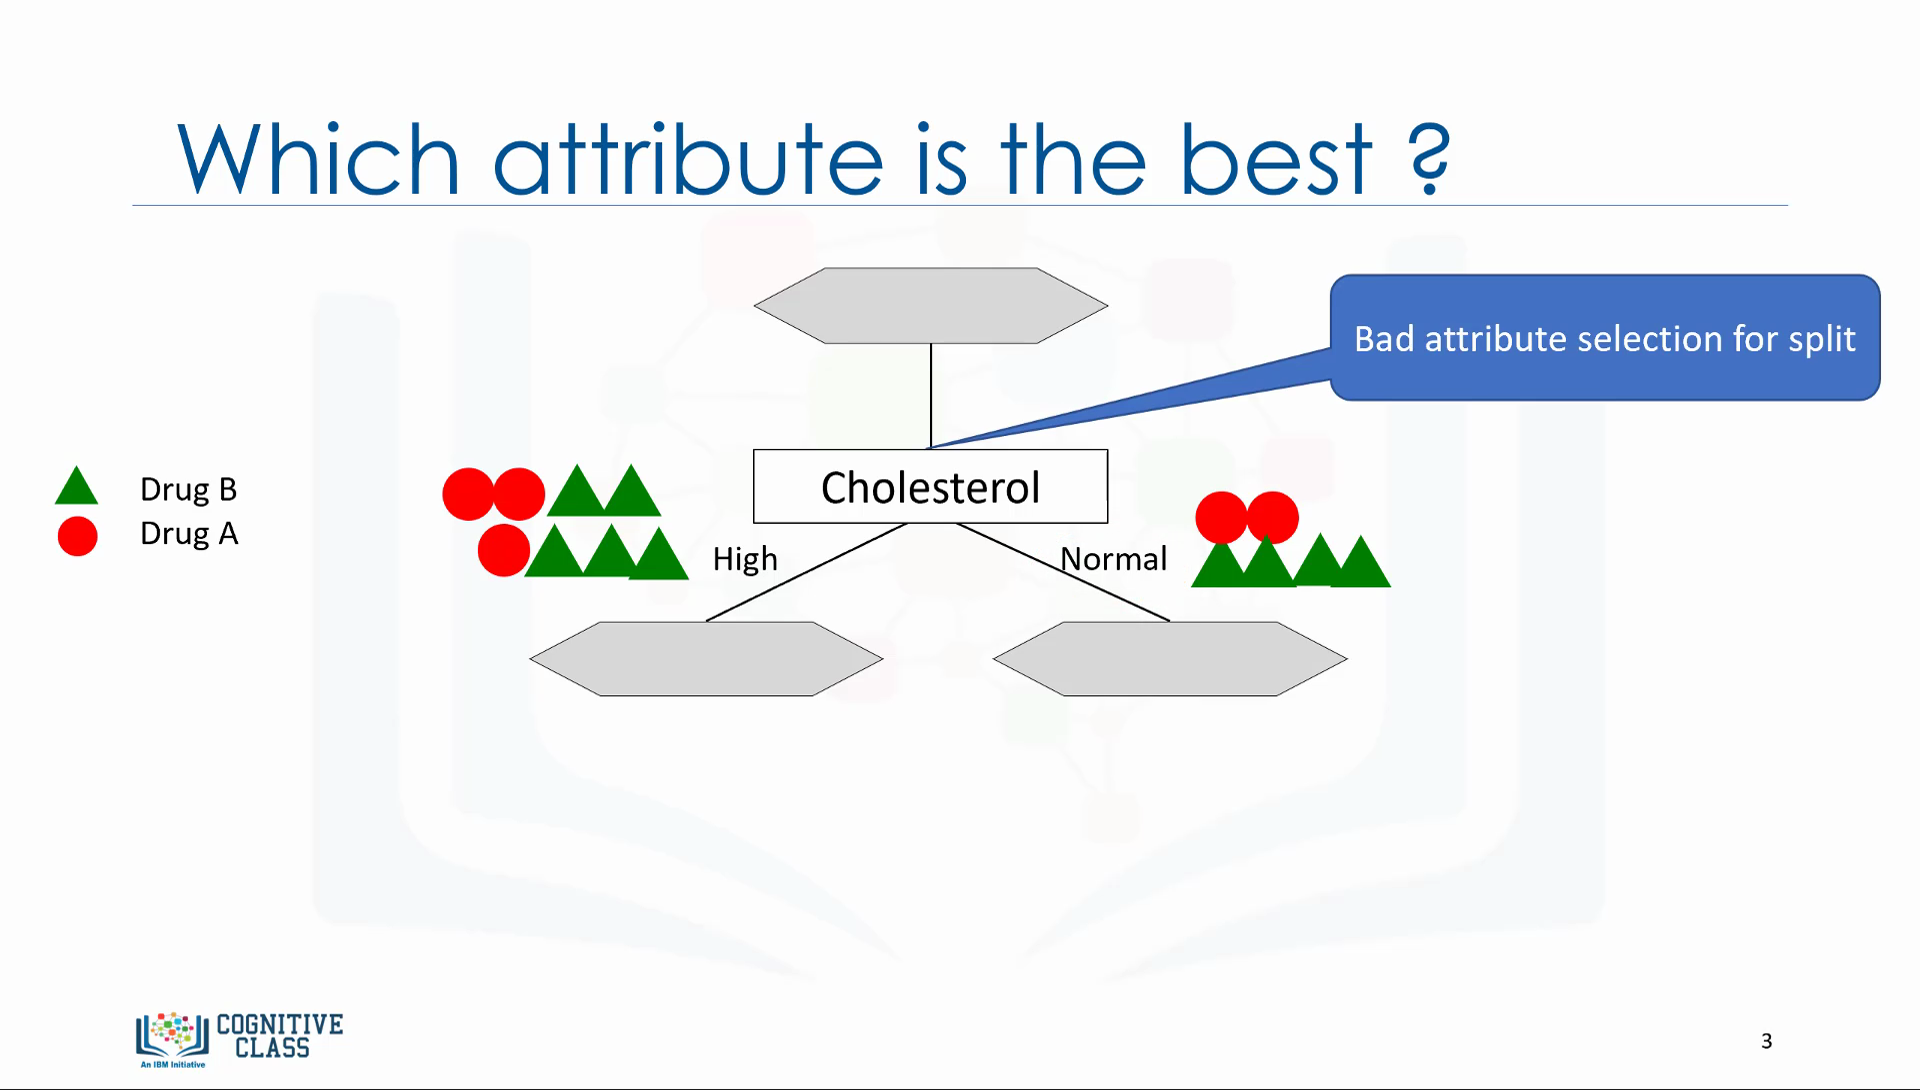 Which attribute is the best ?
Bad attribute selection for split
Cholesterol
Drug B
Drug A
High
Normal
COGNITIVE
CLASS
An IBM Initiative
3